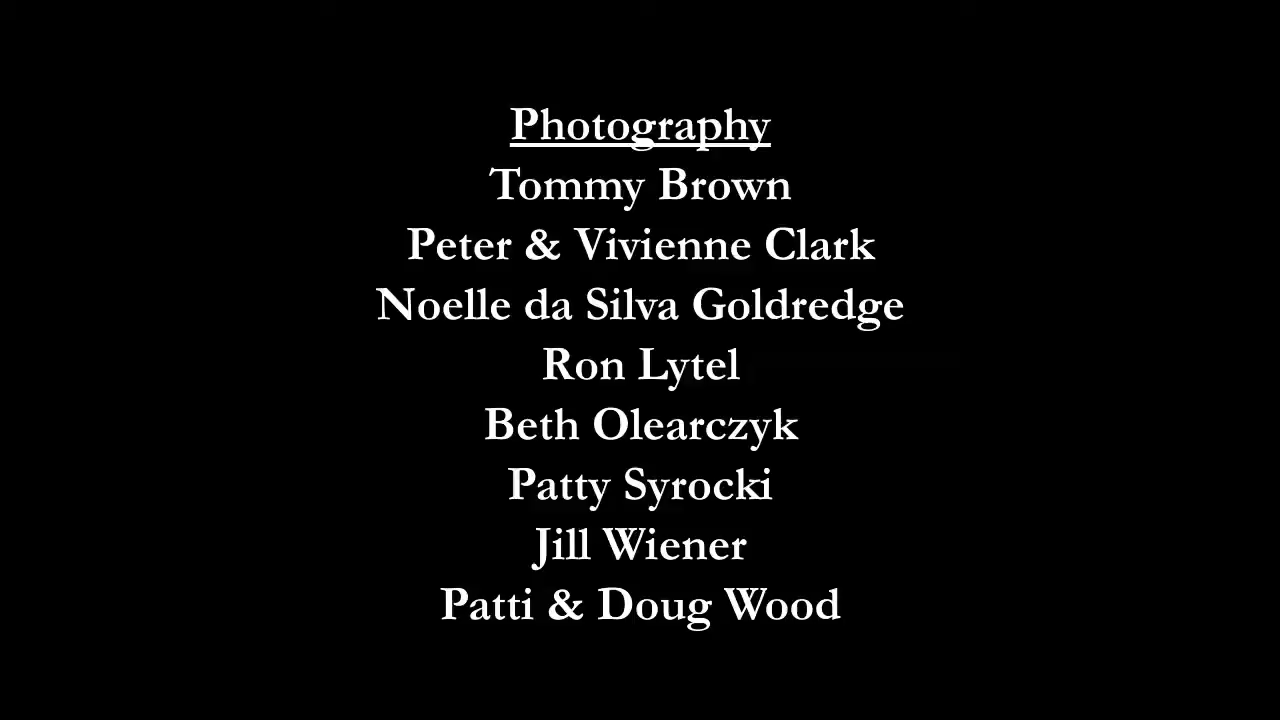 Photography
Tommy Brown
Peter & Vivienne Clark
Noelle da Silva Goldredge
Ron Lytel
Beth Olearczyk
Patty Syrocki
Jill Wiener
Patti & Doug Wood